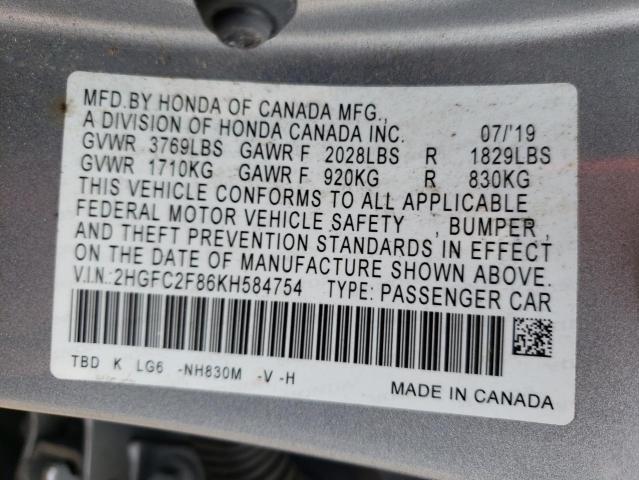 MFD.BY HONDA OF CANADA MFG.,
A DIVISION OF HONDA CANADA INC. 07/'19
GVWR 3769LBS GAWR F 2028LBS R 1829LBS
GVWR 1710KG GAWR F 920KG R 830KG
THIS VEHICLE CONFORMS TO ALL APPLICABLE
FEDERAL MOTOR VEHICLE SAFETY , BUMPER ,
AND THEFT PREVENTION STANDARDS IN EFFECT
ON THE DATE OF MANUFACTURE SHOWN ABOVE.
V.I.N.:2HGFC2F86KH584754 TYPE: PASSENGER CAR
TBD K LG6 -NH830M -V -H
MADE IN CANADA